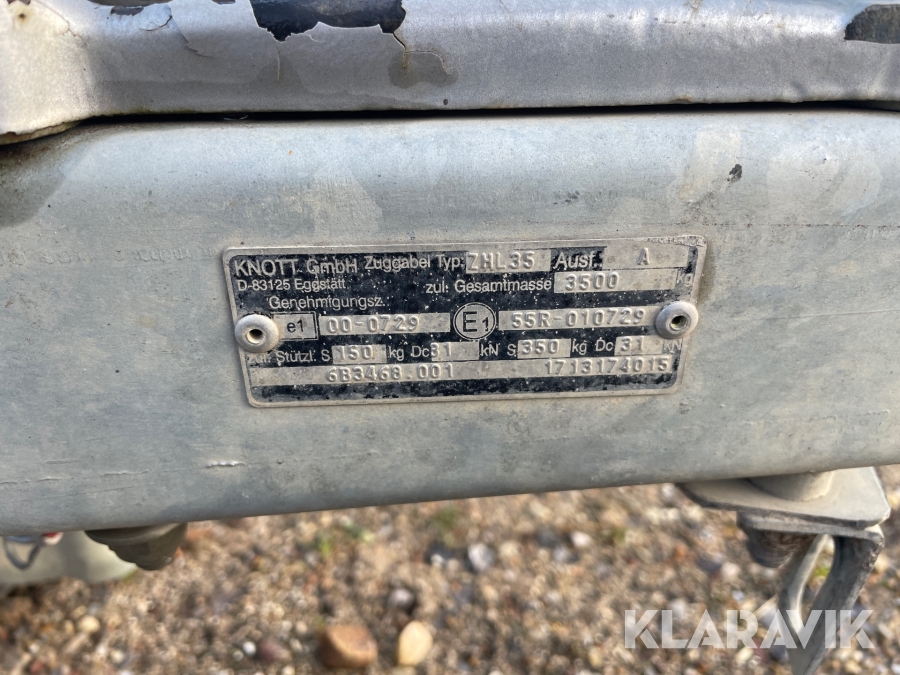 KNOTT GmbH Zuggabel Typ: ZHL35 Ausf. A
D-83125 Eggstätt zul. Gesamtmasse 3500
Genehmigungsz.
e1 00-0729 E1 55R-010729
zul. Stützl. S 150 kg Dc 31 kN S 350 kg Dc 31 kN
6B3468.001 1713174015
KLARAVIK